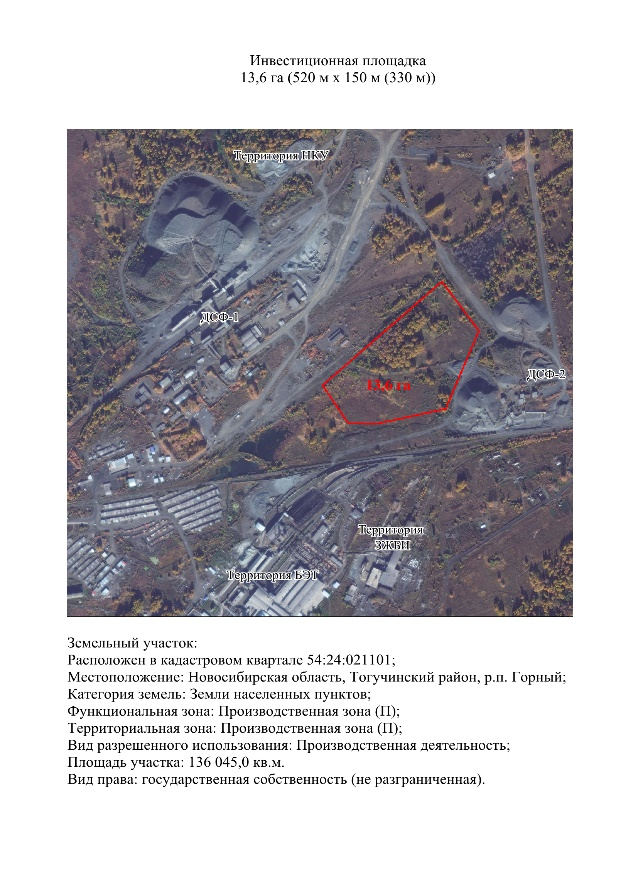 Инвестиционная площадка
13,6 га (520 м х 150 м (330 м))
Территория НКУ
ДСФ-1
13,6 га
ДСФ-2
Территория
ЗЖБИ
Территория БЭТ
Земельный участок:
Расположен в кадастровом квартале 54:24:021101;
Местоположение: Новосибирская область, Тогучинский район, р.п. Горный;
Категория земель: Земли населенных пунктов;
Функциональная зона: Производственная зона (П);
Территориальная зона: Производственная зона (П);
Вид разрешенного использования: Производственная деятельность;
Площадь участка: 136 045,0 кв.м.
Вид права: государственная собственность (не разграниченная).